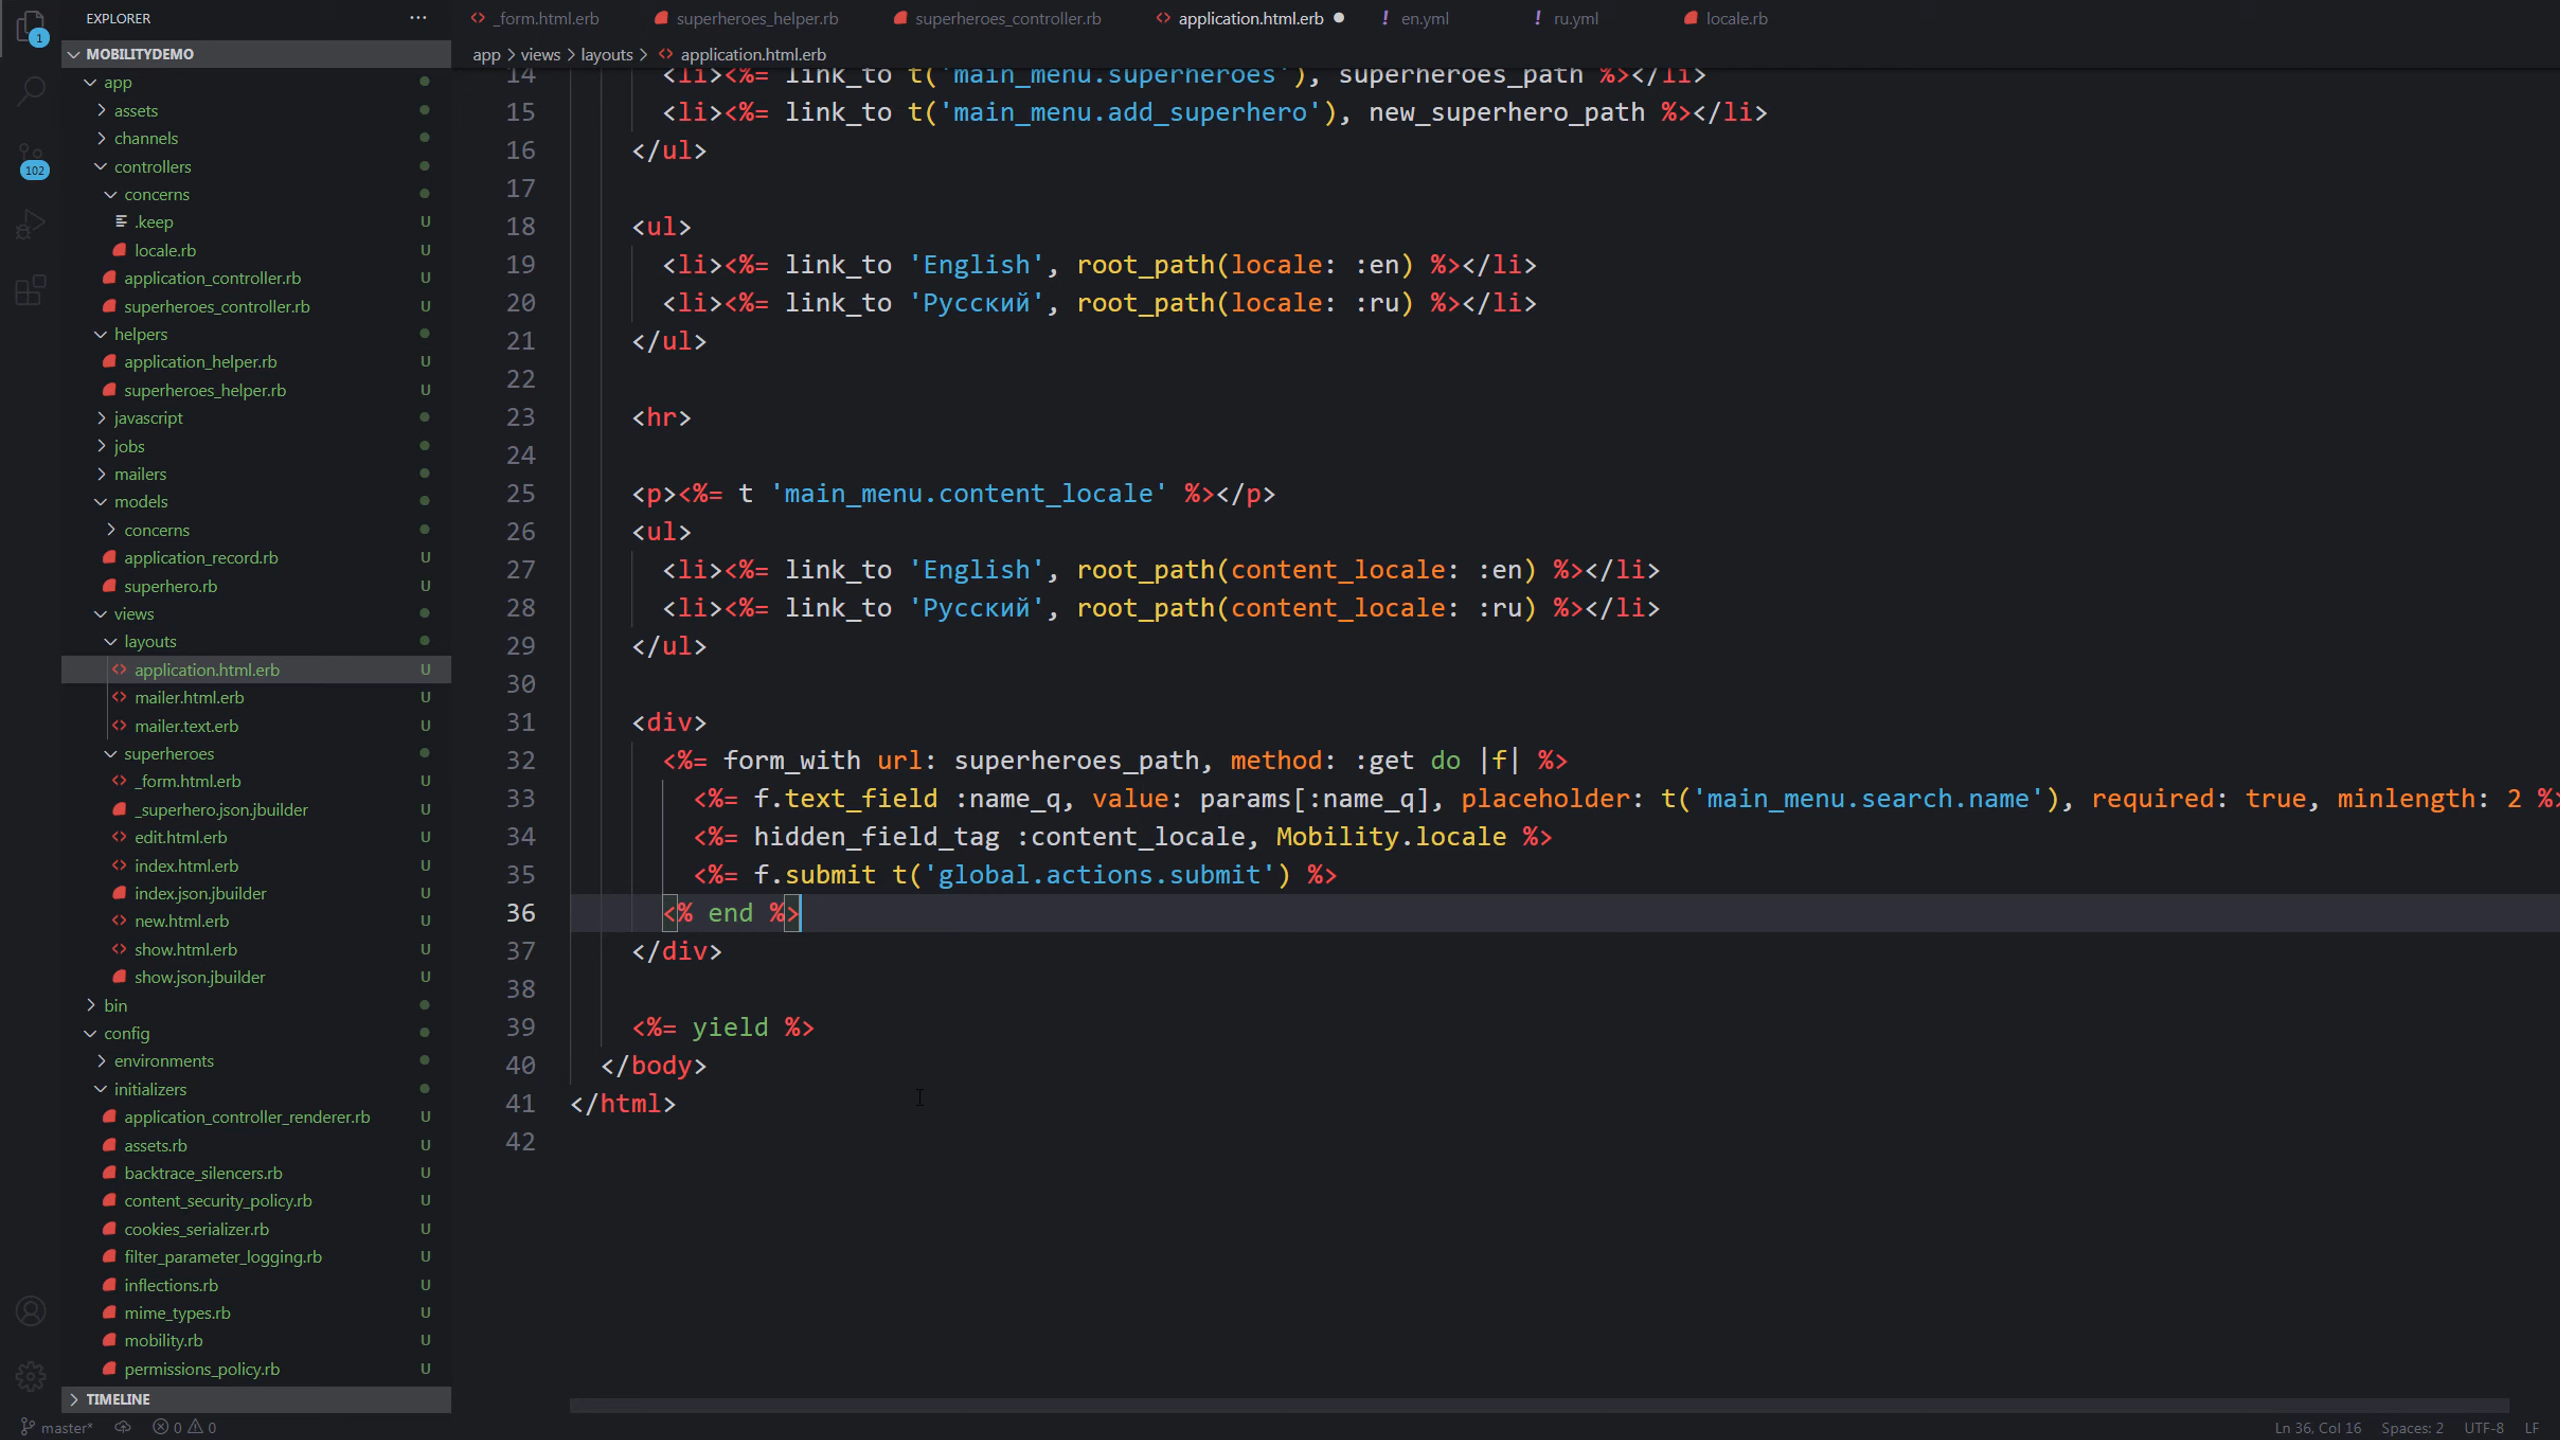 EXPLORER
MOBILITYDEMO
app
assets
channels
controllers
concerns
.keep U
locale.rb U
application_controller.rb U
superheroes_controller.rb U
helpers
application_helper.rb U
superheroes_helper.rb U
javascript
jobs
mailers
models
concerns
application_record.rb U
superhero.rb U
views
layouts
application.html.erb U
mailer.html.erb U
mailer.text.erb U
superheroes
_form.html.erb U
_superhero.json.jbuilder U
edit.html.erb U
index.html.erb U
index.json.jbuilder U
new.html.erb U
show.html.erb U
show.json.jbuilder U
bin
config
environments
initializers
application_controller_renderer.rb U
assets.rb U
backtrace_silencers.rb U
content_security_policy.rb U
cookies_serializer.rb U
filter_parameter_logging.rb U
inflections.rb U
mime_types.rb U
mobility.rb U
permissions_policy.rb U
TIMELINE
1
102
_form.html.erb superheroes_helper.rb superheroes_controller.rb application.html.erb ! en.yml ! ru.yml locale.rb
app > views > layouts > application.html.erb
14 <li><%= link_to t('main_menu.superheroes'), superheroes_path %></li>
15 <li><%= link_to t('main_menu.add_superhero'), new_superhero_path %></li>
16 </ul>
17
18 <ul>
19 <li><%= link_to 'English', root_path(locale: :en) %></li>
20 <li><%= link_to 'Русский', root_path(locale: :ru) %></li>
21 </ul>
22
23 <hr>
24
25 <p><%= t 'main_menu.content_locale' %></p>
26 <ul>
27 <li><%= link_to 'English', root_path(content_locale: :en) %></li>
28 <li><%= link_to 'Русский', root_path(content_locale: :ru) %></li>
29 </ul>
30
31 <div>
32 <%= form_with url: superheroes_path, method: :get do |f| %>
33 <%= f.text_field :name_q, value: params[:name_q], placeholder: t('main_menu.search.name'), required: true, minlength: 2 %>
34 <%= hidden_field_tag :content_locale, Mobility.locale %>
35 <%= f.submit t('global.actions.submit') %>
36 <% end %>
37 </div>
38
39 <%= yield %>
40 </body>
41 </html>
42
master* 0 0 Ln 36, Col 16 Spaces: 2 UTF-8 LF